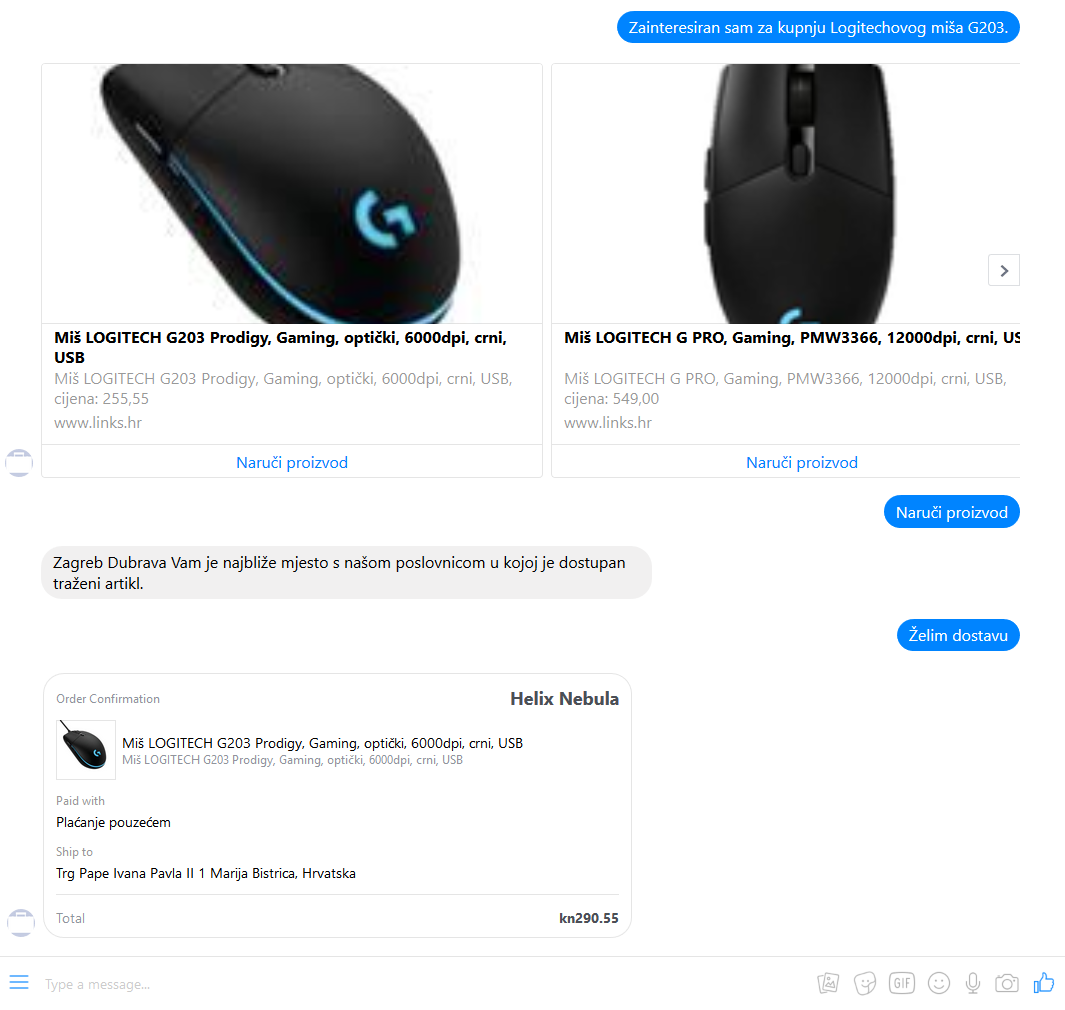 Zainteresiran sam za kupnju Logitechovog miša G203.
Miš LOGITECH G203 Prodigy, Gaming, optički, 6000dpi, crni,
USB
Miš LOGITECH G203 Prodigy, Gaming, optički, 6000dpi, crni, USB,
cijena: 255,55
www.links.hr
Naruči proizvod
Miš LOGITECH G PRO, Gaming, PMW3366, 12000dpi, crni, US
Miš LOGITECH G PRO, Gaming, PMW3366, 12000dpi, crni, USB,
cijena: 549,00
www.links.hr
Naruči proizvod
Naruči proizvod
Zagreb Dubrava Vam je najbliže mjesto s našom poslovnicom u kojoj je dostupan
traženi artikl.
Želim dostavu
Order Confirmation
Helix Nebula
Miš LOGITECH G203 Prodigy, Gaming, optički, 6000dpi, crni, USB
Miš LOGITECH G203 Prodigy, Gaming, optički, 6000dpi, crni, USB
Paid with
Plaćanje pouzećem
Ship to
Trg Pape Ivana Pavla II 1 Marija Bistrica, Hrvatska
Total
kn290.55
Type a message...
GIF